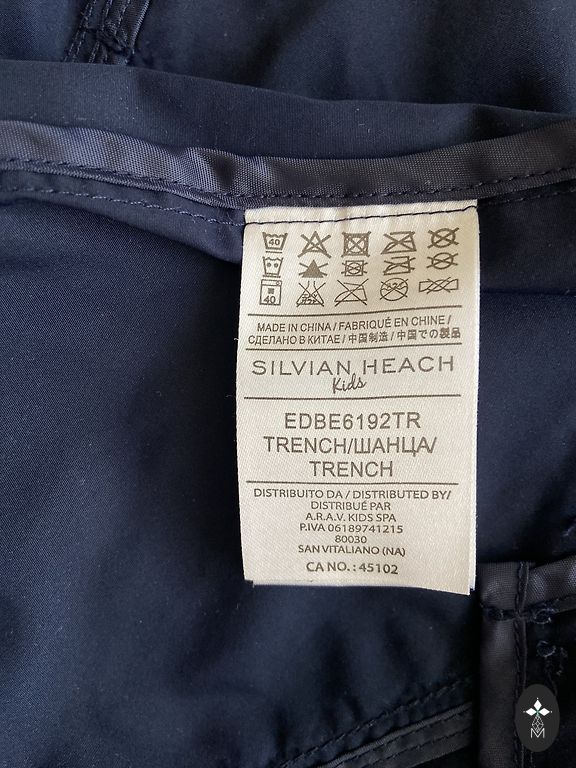 40
40
MADE IN CHINA / FABRIQUÉ EN CHINE /
СДЕЛАНО В КИТАЕ / 中国制造 / 中国での製品
SILVIAN HEACH
Kids
EDBE6192TR
TRENCH/ШАНЦА/
TRENCH
DISTRIBUITO DA / DISTRIBUTED BY/
DISTRIBUÉ PAR
A.R.A.V. KIDS SPA
P.IVA 06189741215
80030
SAN VITALIANO (NA)
CA NO.: 45102
M